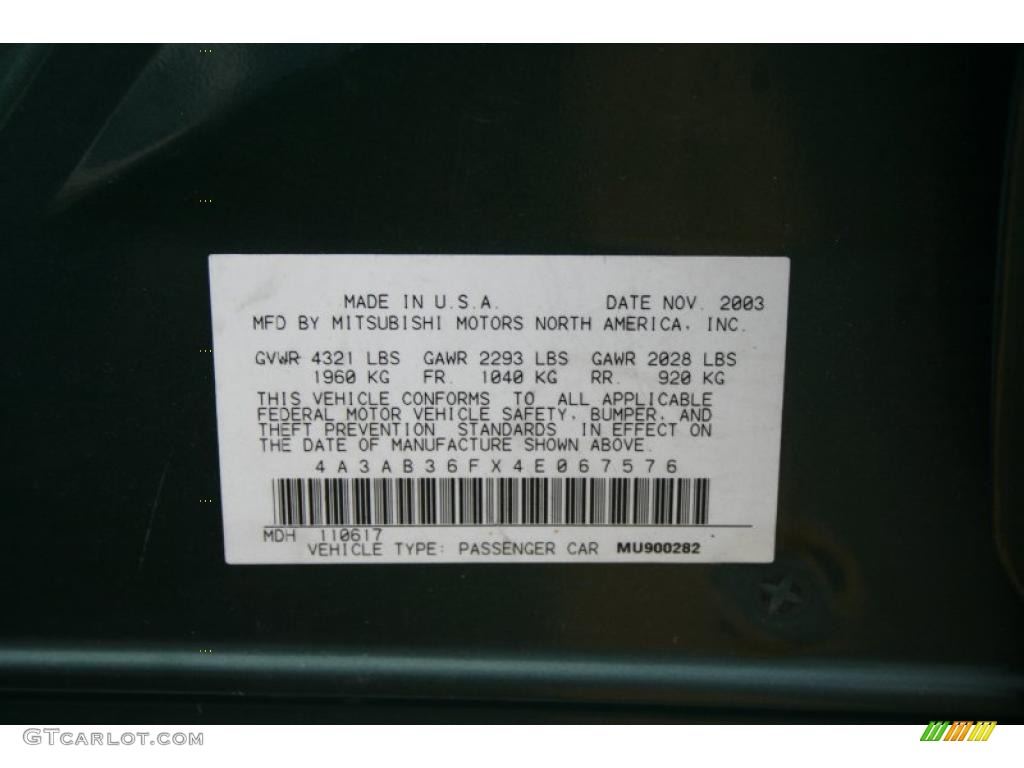 MADE IN U.S.A. DATE NOV. 2003
MFD BY MITSUBISHI MOTORS NORTH AMERICA, INC.
GVWR 4321 LBS GAWR 2293 LBS GAWR 2028 LBS
1960 KG FR. 1040 KG RR. 920 KG
THIS VEHICLE CONFORMS TO ALL APPLICABLE
FEDERAL MOTOR VEHICLE SAFETY, BUMPER, AND
THEFT PREVENTION STANDARDS IN EFFECT ON
THE DATE OF MANUFACTURE SHOWN ABOVE.
4A3AB36FX4E067576
MDH 110617
VEHICLE TYPE: PASSENGER CAR MU900282
GTCARLOT.COM